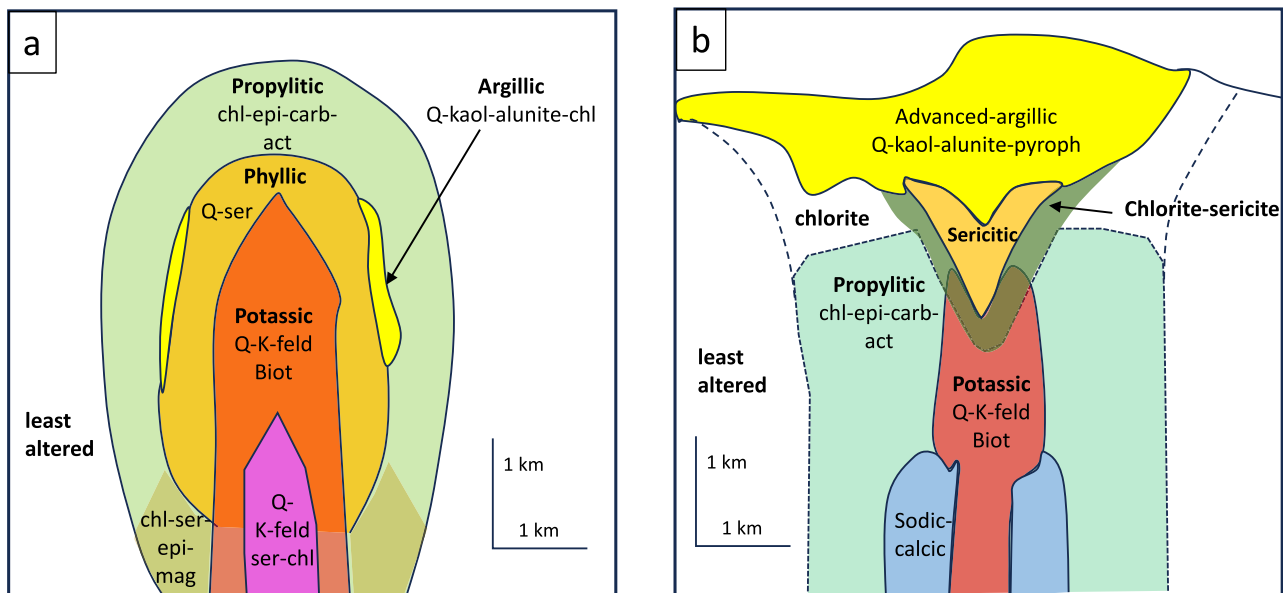 a
Propylitic
chl-epi-carb-
act
Argillic
Q-kaol-alunite-chl
Phyllic
Q-ser
Potassic
Q-K-feld
Biot
least
altered
1 km
1 km
chl-ser-
epi-
mag
Q-
K-feld
ser-chl
b
Advanced-argillic
Q-kaol-alunite-pyroph
chlorite
Chlorite-sericite
Sericitic
Propylitic
chl-epi-carb-
act
least
altered
Potassic
Q-K-feld
Biot
1 km
1 km
Sodic-
calcic